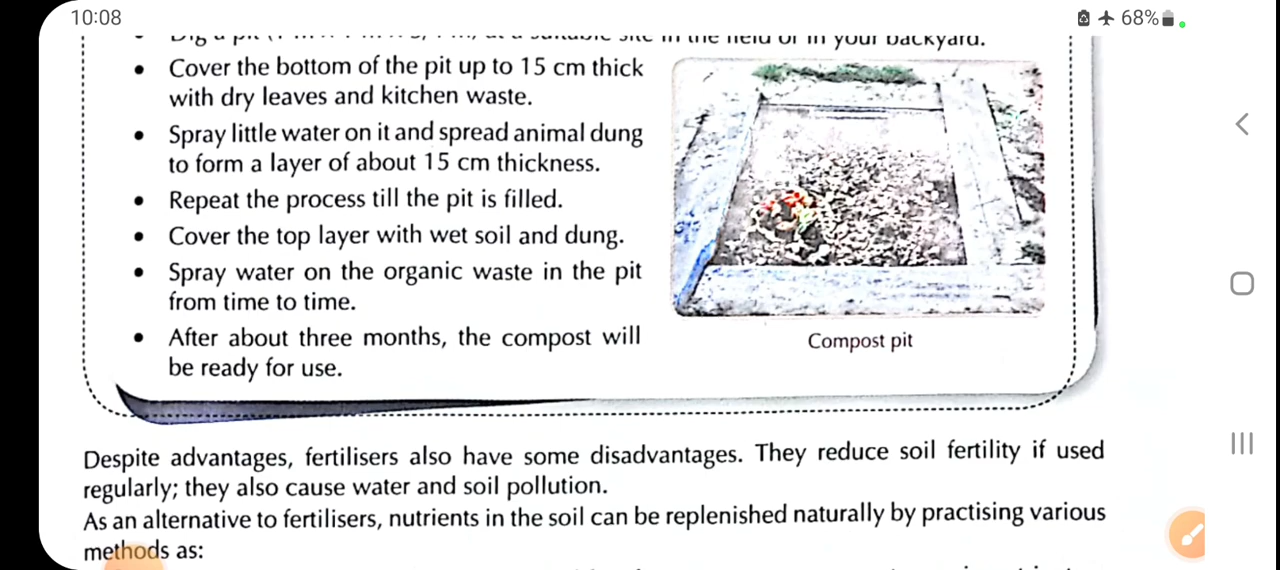 10:08
68%
in your backyard.
• Cover the bottom of the pit up to 15 cm thick
with dry leaves and kitchen waste.
• Spray little water on it and spread animal dung
to form a layer of about 15 cm thickness.
• Repeat the process till the pit is filled.
• Cover the top layer with wet soil and dung.
• Spray water on the organic waste in the pit
from time to time.
• After about three months, the compost will
be ready for use.
Compost pit
Despite advantages, fertilisers also have some disadvantages. They reduce soil fertility if used
regularly; they also cause water and soil pollution.
As an alternative to fertilisers, nutrients in the soil can be replenished naturally by practising various
methods as: